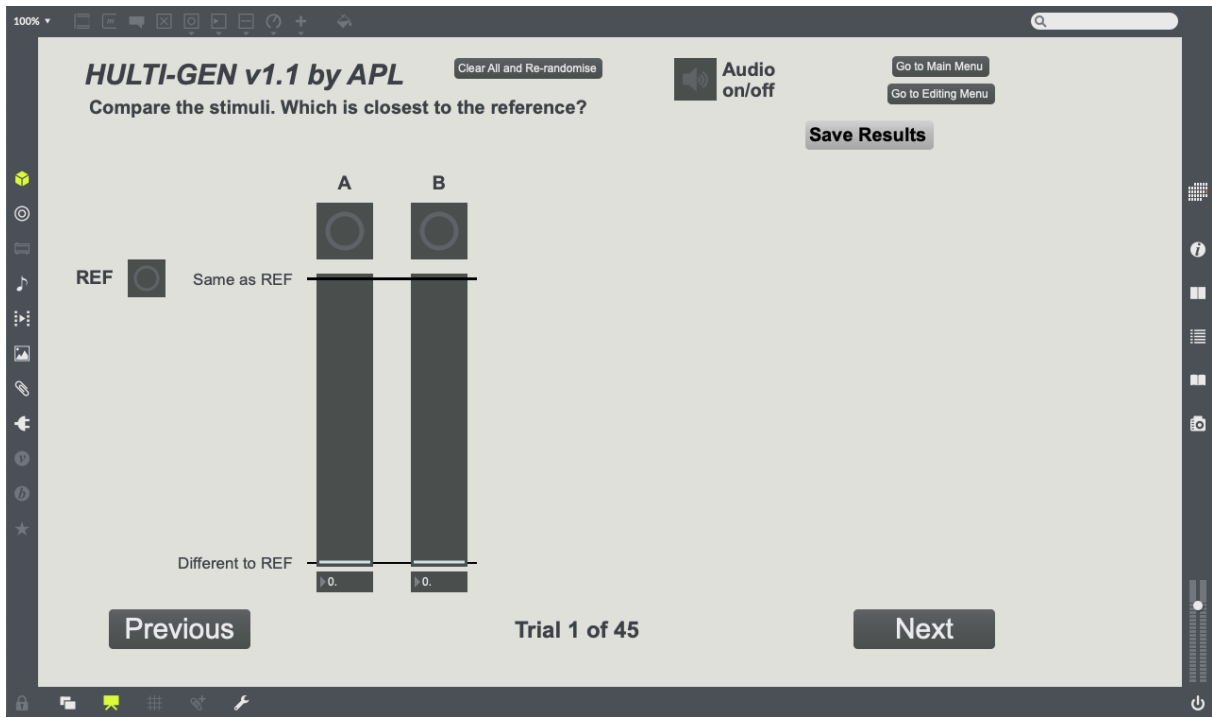 100%
HULTI-GEN v1.1 by APL
Clear All and Re-randomise
Audio
on/off
Go to Main Menu
Go to Editing Menu
Compare the stimuli. Which is closest to the reference?
Save Results
A B
REF
Same as REF
Different to REF
0. 0.
Previous
Trial 1 of 45
Next